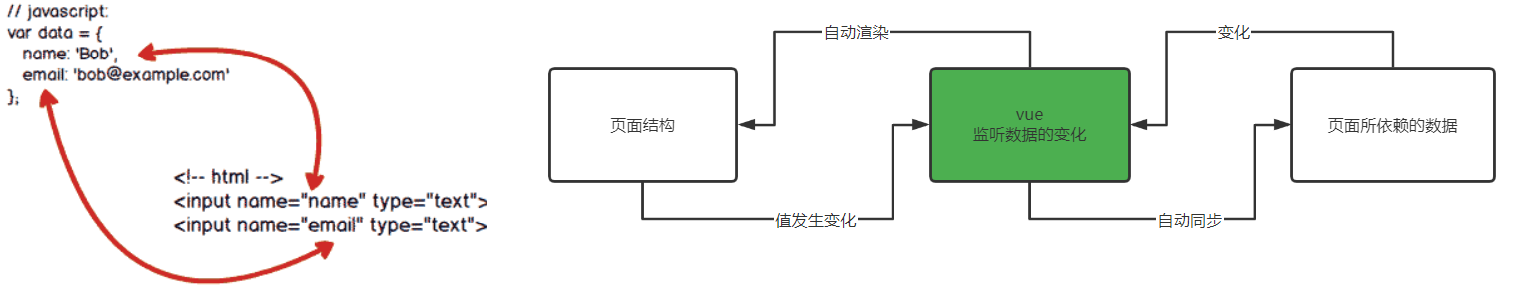 // javascript:
var data = {
name: 'Bob',
email: 'bob@example.com'
};
<!-- html -->
<input name="name" type="text">
<input name="email" type="text">
自动渲染
变化
页面结构
vue
监听数据的变化
页面所依赖的数据
值发生变化
自动同步